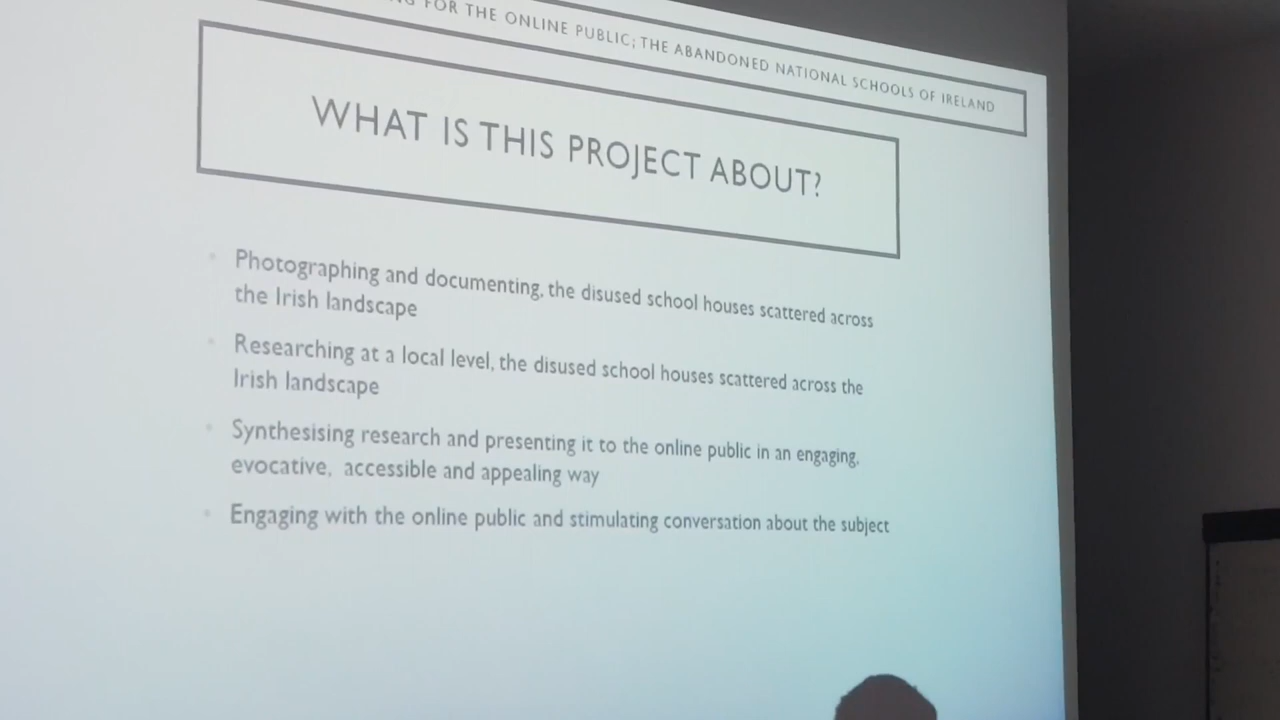 FOR THE ONLINE PUBLIC; THE ABANDONED NATIONAL SCHOOLS OF IRELAND
WHAT IS THIS PROJECT ABOUT?
Photographing and documenting, the disused school houses scattered across
the Irish landscape
Researching at a local level, the disused school houses scattered across the
Irish landscape
Synthesising research and presenting it to the online public in an engaging,
evocative, accessible and appealing way
Engaging with the online public and stimulating conversation about the subject